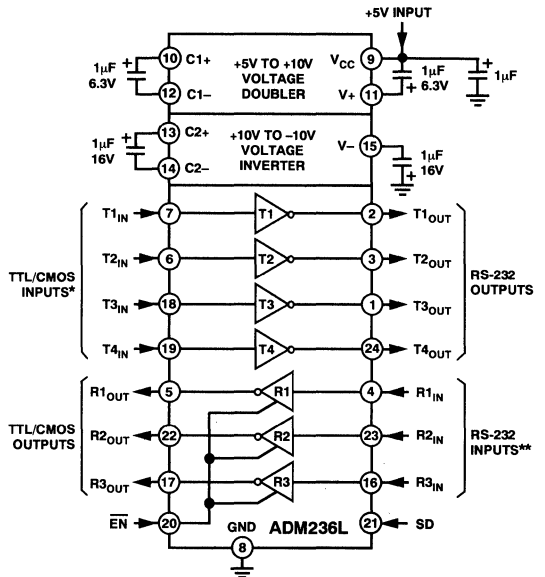 +5V INPUT
10 C1+ +5V TO +10V VCC 9
1µF 6.3V VOLTAGE 1µF 6.3V 1µF
12 C1– DOUBLER V+ 11
13 C2+ +10V TO –10V
1µF 16V VOLTAGE V– 15 1µF 16V
14 C2– INVERTER
T1IN 7 T1 2 T1OUT
T2IN 6 T2 3 T2OUT
TTL/CMOS INPUTS* RS-232 OUTPUTS
T3IN 18 T3 1 T3OUT
T4IN 19 T4 24 T4OUT
R1OUT 5 R1 4 R1IN
TTL/CMOS OUTPUTS R2OUT 22 R2 23 R2IN RS-232 INPUTS**
R3OUT 17 R3 16 R3IN
E̅N̅ 20 GND ADM236L 21 SD
8